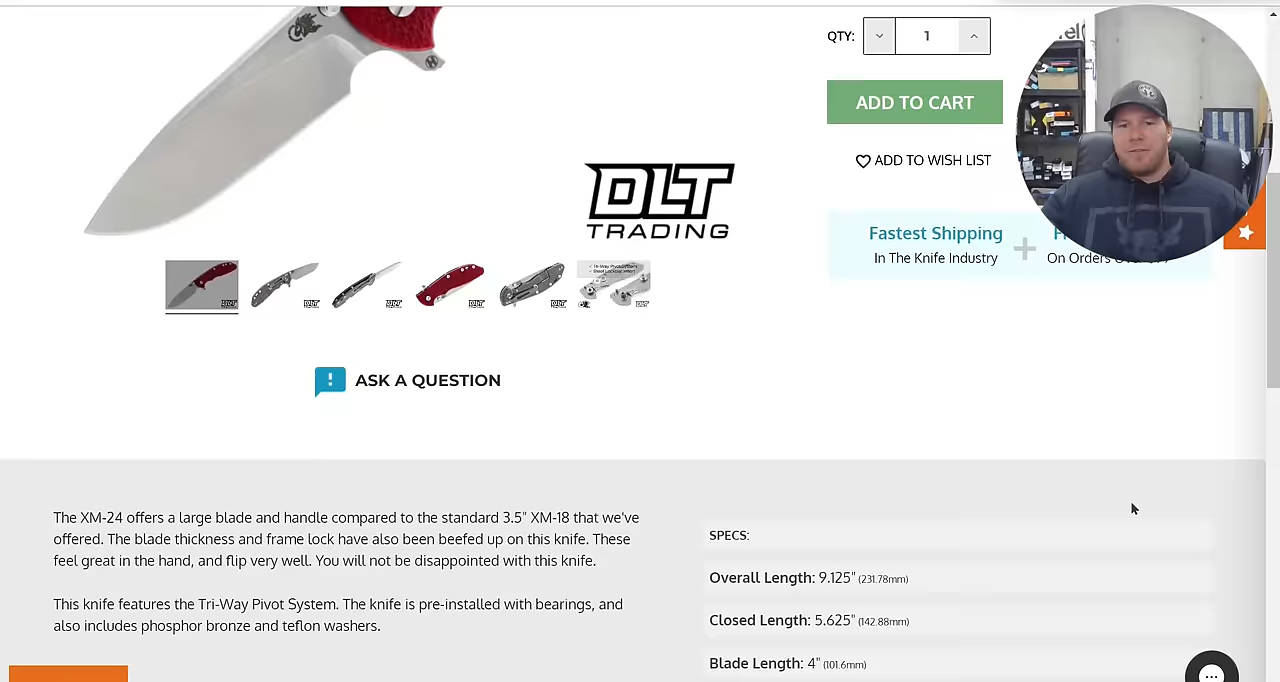 QTY:
1
ADD TO CART
ADD TO WISH LIST
DLT
TRADING
Fastest Shipping
In The Knife Industry
+
On Orders
ASK A QUESTION
The XM-24 offers a large blade and handle compared to the standard 3.5" XM-18 that we've
offered. The blade thickness and frame lock have also been beefed up on this knife. These
feel great in the hand, and flip very well. You will not be disappointed with this knife.
This knife features the Tri-Way Pivot System. The knife is pre-installed with bearings, and
also includes phosphor bronze and teflon washers.
SPECS:
Overall Length: 9.125" (231.78mm)
Closed Length: 5.625" (142.88mm)
Blade Length: 4" (101.6mm)